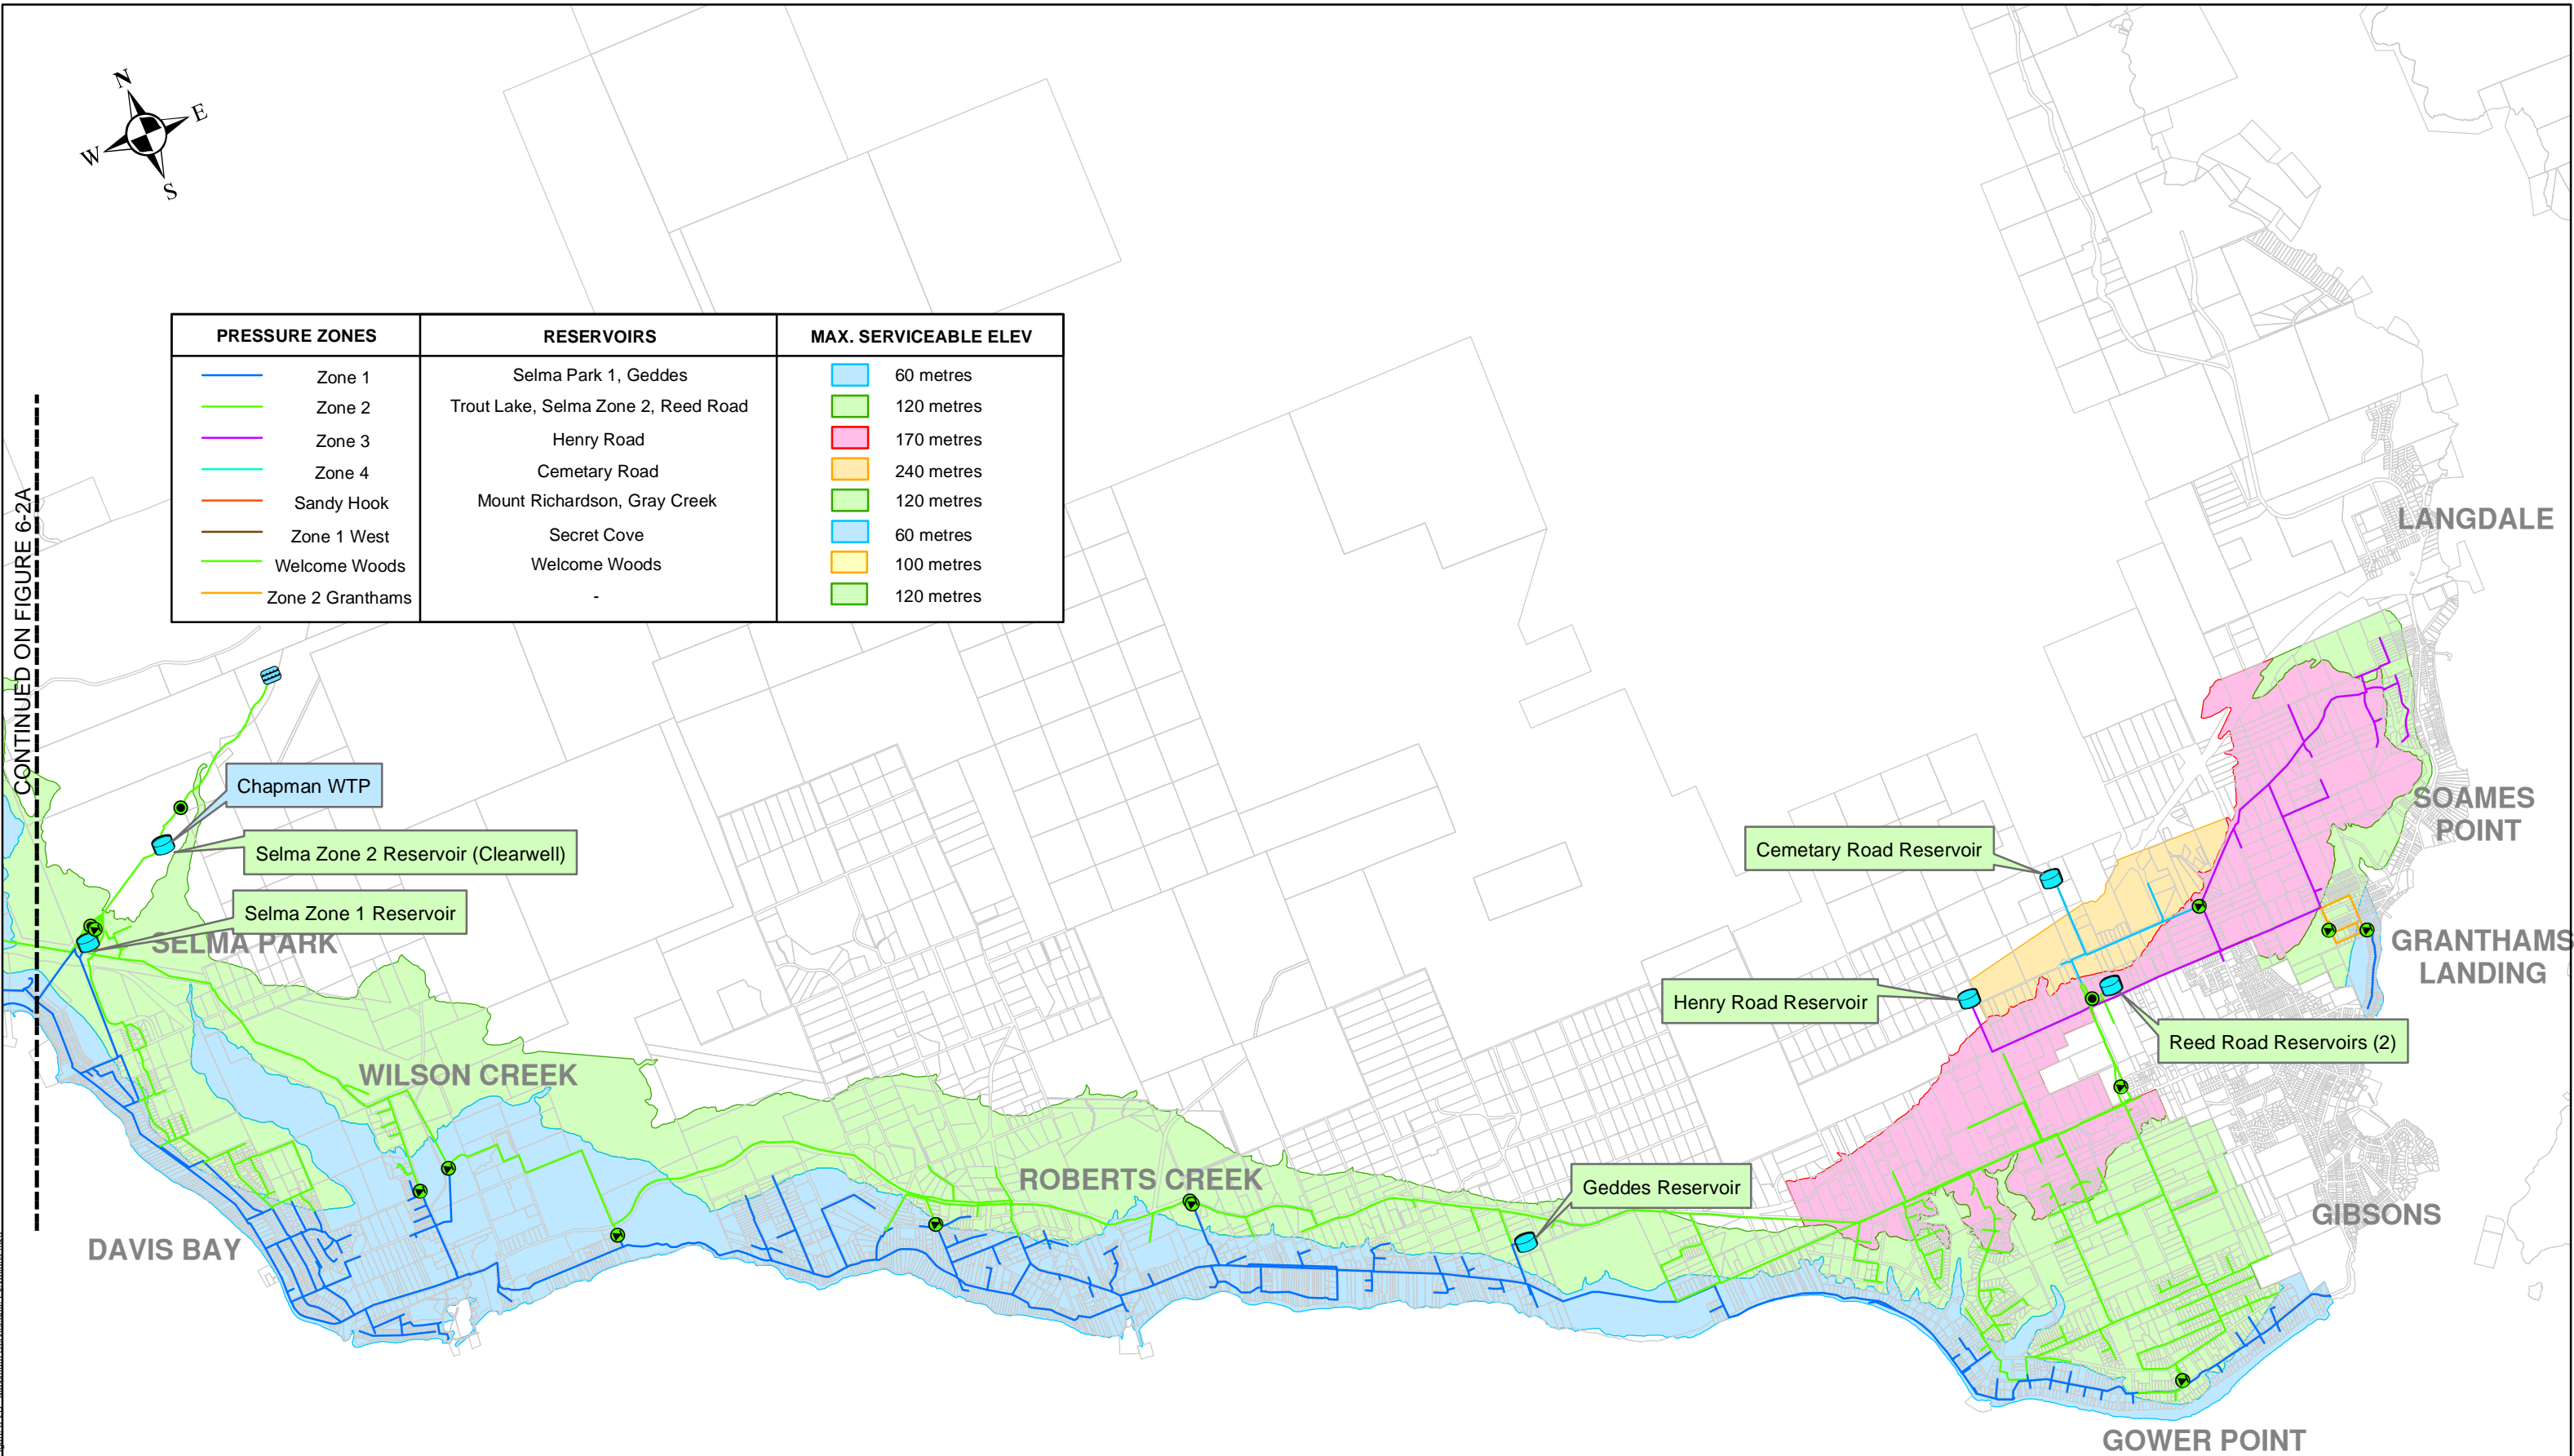 N
E
W
S
PRESSURE ZONES RESERVOIRS MAX. SERVICEABLE ELEV
Zone 1 Selma Park 1, Geddes 60 metres
Zone 2 Trout Lake, Selma Zone 2, Reed Road 120 metres
Zone 3 Henry Road 170 metres
Zone 4 Cemetary Road 240 metres
Sandy Hook Mount Richardson, Gray Creek 120 metres
Zone 1 West Secret Cove 60 metres
Welcome Woods Welcome Woods 100 metres
Zone 2 Granthams - 120 metres
CONTINUED ON FIGURE 6-2A
LANGDALE
Chapman WTP
Selma Zone 2 Reservoir (Clearwell)
Selma Zone 1 Reservoir
SELMA PARK
SOAMES
POINT
Cemetary Road Reservoir
GRANTHAMS
LANDING
Henry Road Reservoir
Reed Road Reservoirs (2)
WILSON CREEK
ROBERTS CREEK
Geddes Reservoir
GIBSONS
DAVIS BAY
GOWER POINT